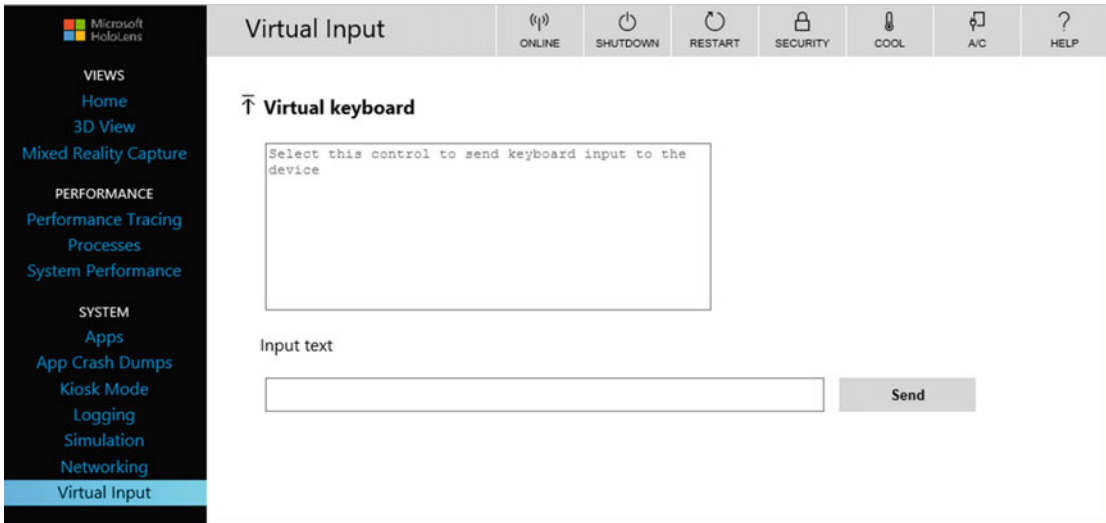 Microsoft
HoloLens
VIEWS
Home
3D View
Mixed Reality Capture
PERFORMANCE
Performance Tracing
Processes
System Performance
SYSTEM
Apps
App Crash Dumps
Kiosk Mode
Logging
Simulation
Networking
Virtual Input
Virtual Input
ONLINE
SHUTDOWN
RESTART
SECURITY
COOL
A/C
? HELP
Virtual keyboard
Select this control to send keyboard input to the
device
Input text
Send